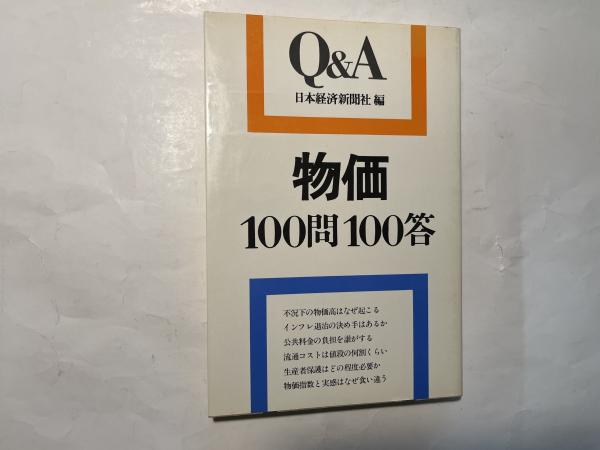 Q&A
日本経済新聞社 編
物価
100問100答
不況下の物価高はなぜ起こる
インフレ退治の決め手はあるか
公共料金の負担を誰がする
流通コストは値段の何割くらい
生産者保護はどの程度必要か
物価指数と実感はなぜ食い違う